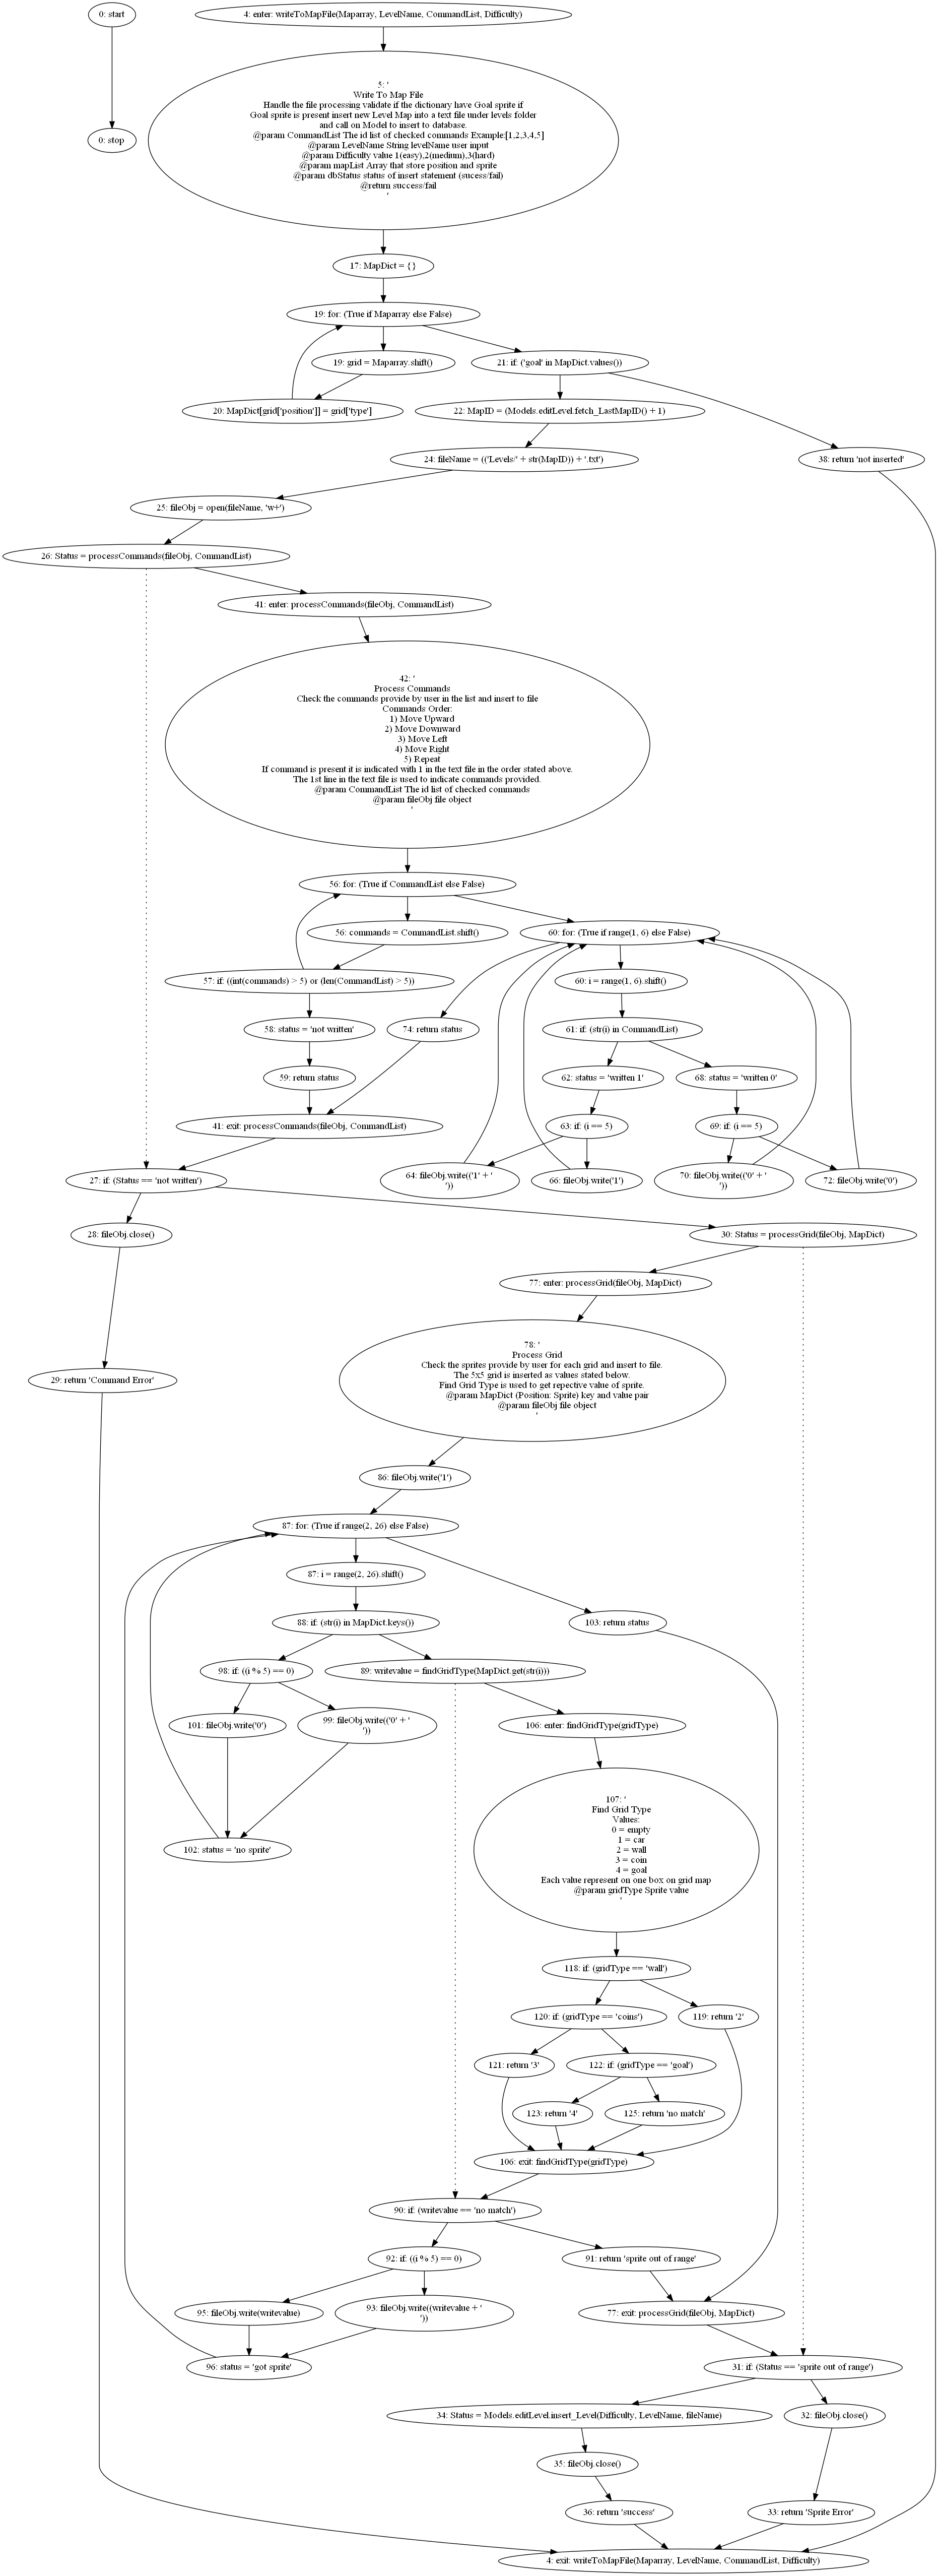 0: start
4: enter: writeToMapFile(Maparray, LevelName, CommandList, Difficulty)
5: '
Write To Map File
Handle the file processing validate if the dictionary have Goal sprite if
Goal sprite is present insert new Level Map into a text file under levels folder
and call on Model to insert to database.
@param CommandList The id list of checked commands Example:[1,2,3,4,5]
@param LevelName String levelName user input
@param Difficulty value 1(easy),2(medium),3(hard)
@param mapList Array that store position and sprite
@param dbStatus status of insert statement (sucess/fail)
@return success/fail
'
0: stop
17: MapDict = {}
19: for: (True if Maparray else False)
19: grid = Maparray.shift()
21: if: ('goal' in MapDict.values())
20: MapDict[grid['position']] = grid['type']
22: MapID = (Models.editLevel.fetch_LastMapID() + 1)
24: fileName = (('Levels/' + str(MapID)) + '.txt')
38: return 'not inserted'
25: fileObj = open(fileName, 'w+')
26: Status = processCommands(fileObj, CommandList)
41: enter: processCommands(fileObj, CommandList)
42: '
Process Commands
Check the commands provide by user in the list and insert to file
Commands Order:
1) Move Upward
2) Move Downward
3) Move Left
4) Move Right
5) Repeat
If command is present it is indicated with 1 in the text file in the order stated above.
The 1st line in the text file is used to indicate commands provided.
@param CommandList The id list of checked commands
@param fileObj file object
'
56: for: (True if CommandList else False)
56: commands = CommandList.shift()
60: for: (True if range(1, 6) else False)
57: if: ((int(commands) > 5) or (len(CommandList) > 5))
60: i = range(1, 6).shift()
58: status = 'not written'
74: return status
61: if: (str(i) in CommandList)
59: return status
62: status = 'written 1'
68: status = 'written 0'
41: exit: processCommands(fileObj, CommandList)
63: if: (i == 5)
69: if: (i == 5)
27: if: (Status == 'not written')
64: fileObj.write(('1' + '
'))
66: fileObj.write('1')
70: fileObj.write(('0' + '
'))
72: fileObj.write('0')
28: fileObj.close()
30: Status = processGrid(fileObj, MapDict)
77: enter: processGrid(fileObj, MapDict)
78: '
Process Grid
Check the sprites provide by user for each grid and insert to file.
The 5x5 grid is inserted as values stated below.
Find Grid Type is used to get repective value of sprite.
@param MapDict (Position: Sprite) key and value pair
@param fileObj file object
'
29: return 'Command Error'
86: fileObj.write('1')
87: for: (True if range(2, 26) else False)
87: i = range(2, 26).shift()
88: if: (str(i) in MapDict.keys())
103: return status
98: if: ((i % 5) == 0)
89: writevalue = findGridType(MapDict.get(str(i)))
101: fileObj.write('0')
99: fileObj.write(('0' + '
'))
106: enter: findGridType(gridType)
107: '
Find Grid Type
Values:
0 = empty
1 = car
2 = wall
3 = coin
4 = goal
Each value represent on one box on grid map
@param gridType Sprite value
'
102: status = 'no sprite'
118: if: (gridType == 'wall')
120: if: (gridType == 'coins')
119: return '2'
121: return '3'
122: if: (gridType == 'goal')
123: return '4'
125: return 'no match'
106: exit: findGridType(gridType)
90: if: (writevalue == 'no match')
92: if: ((i % 5) == 0)
91: return 'sprite out of range'
95: fileObj.write(writevalue)
93: fileObj.write((writevalue + '
'))
77: exit: processGrid(fileObj, MapDict)
96: status = 'got sprite'
31: if: (Status == 'sprite out of range')
34: Status = Models.editLevel.insert_Level(Difficulty, LevelName, fileName)
32: fileObj.close()
35: fileObj.close()
36: return 'success'
33: return 'Sprite Error'
4: exit: writeToMapFile(Maparray, LevelName, CommandList, Difficulty)